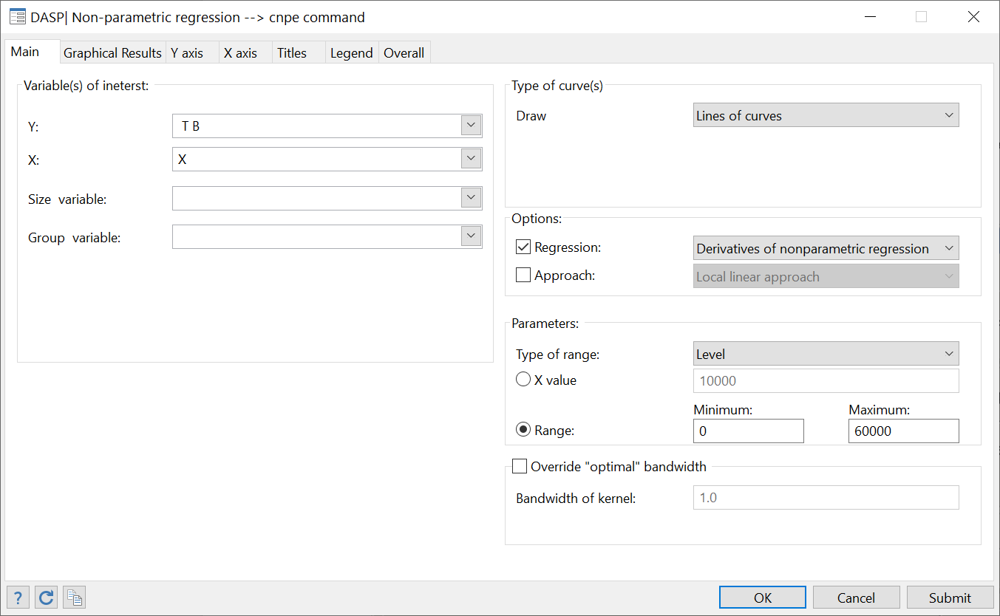 DASP| Non-parametric regression --> cnpe command
Main Graphical Results Y axis X axis Titles Legend Overall
Variable(s) of ineterst:
Y: T B
X: X
Size variable:
Group variable:
Type of curve(s)
Draw Lines of curves
Options:
Regression: Derivatives of nonparametric regression
Approach: Local linear approach
Parameters:
Type of range: Level
X value 10000
Minimum: Maximum:
Range: 0 60000
Override "optimal" bandwidth
Bandwidth of kernel: 1.0
? OK Cancel Submit